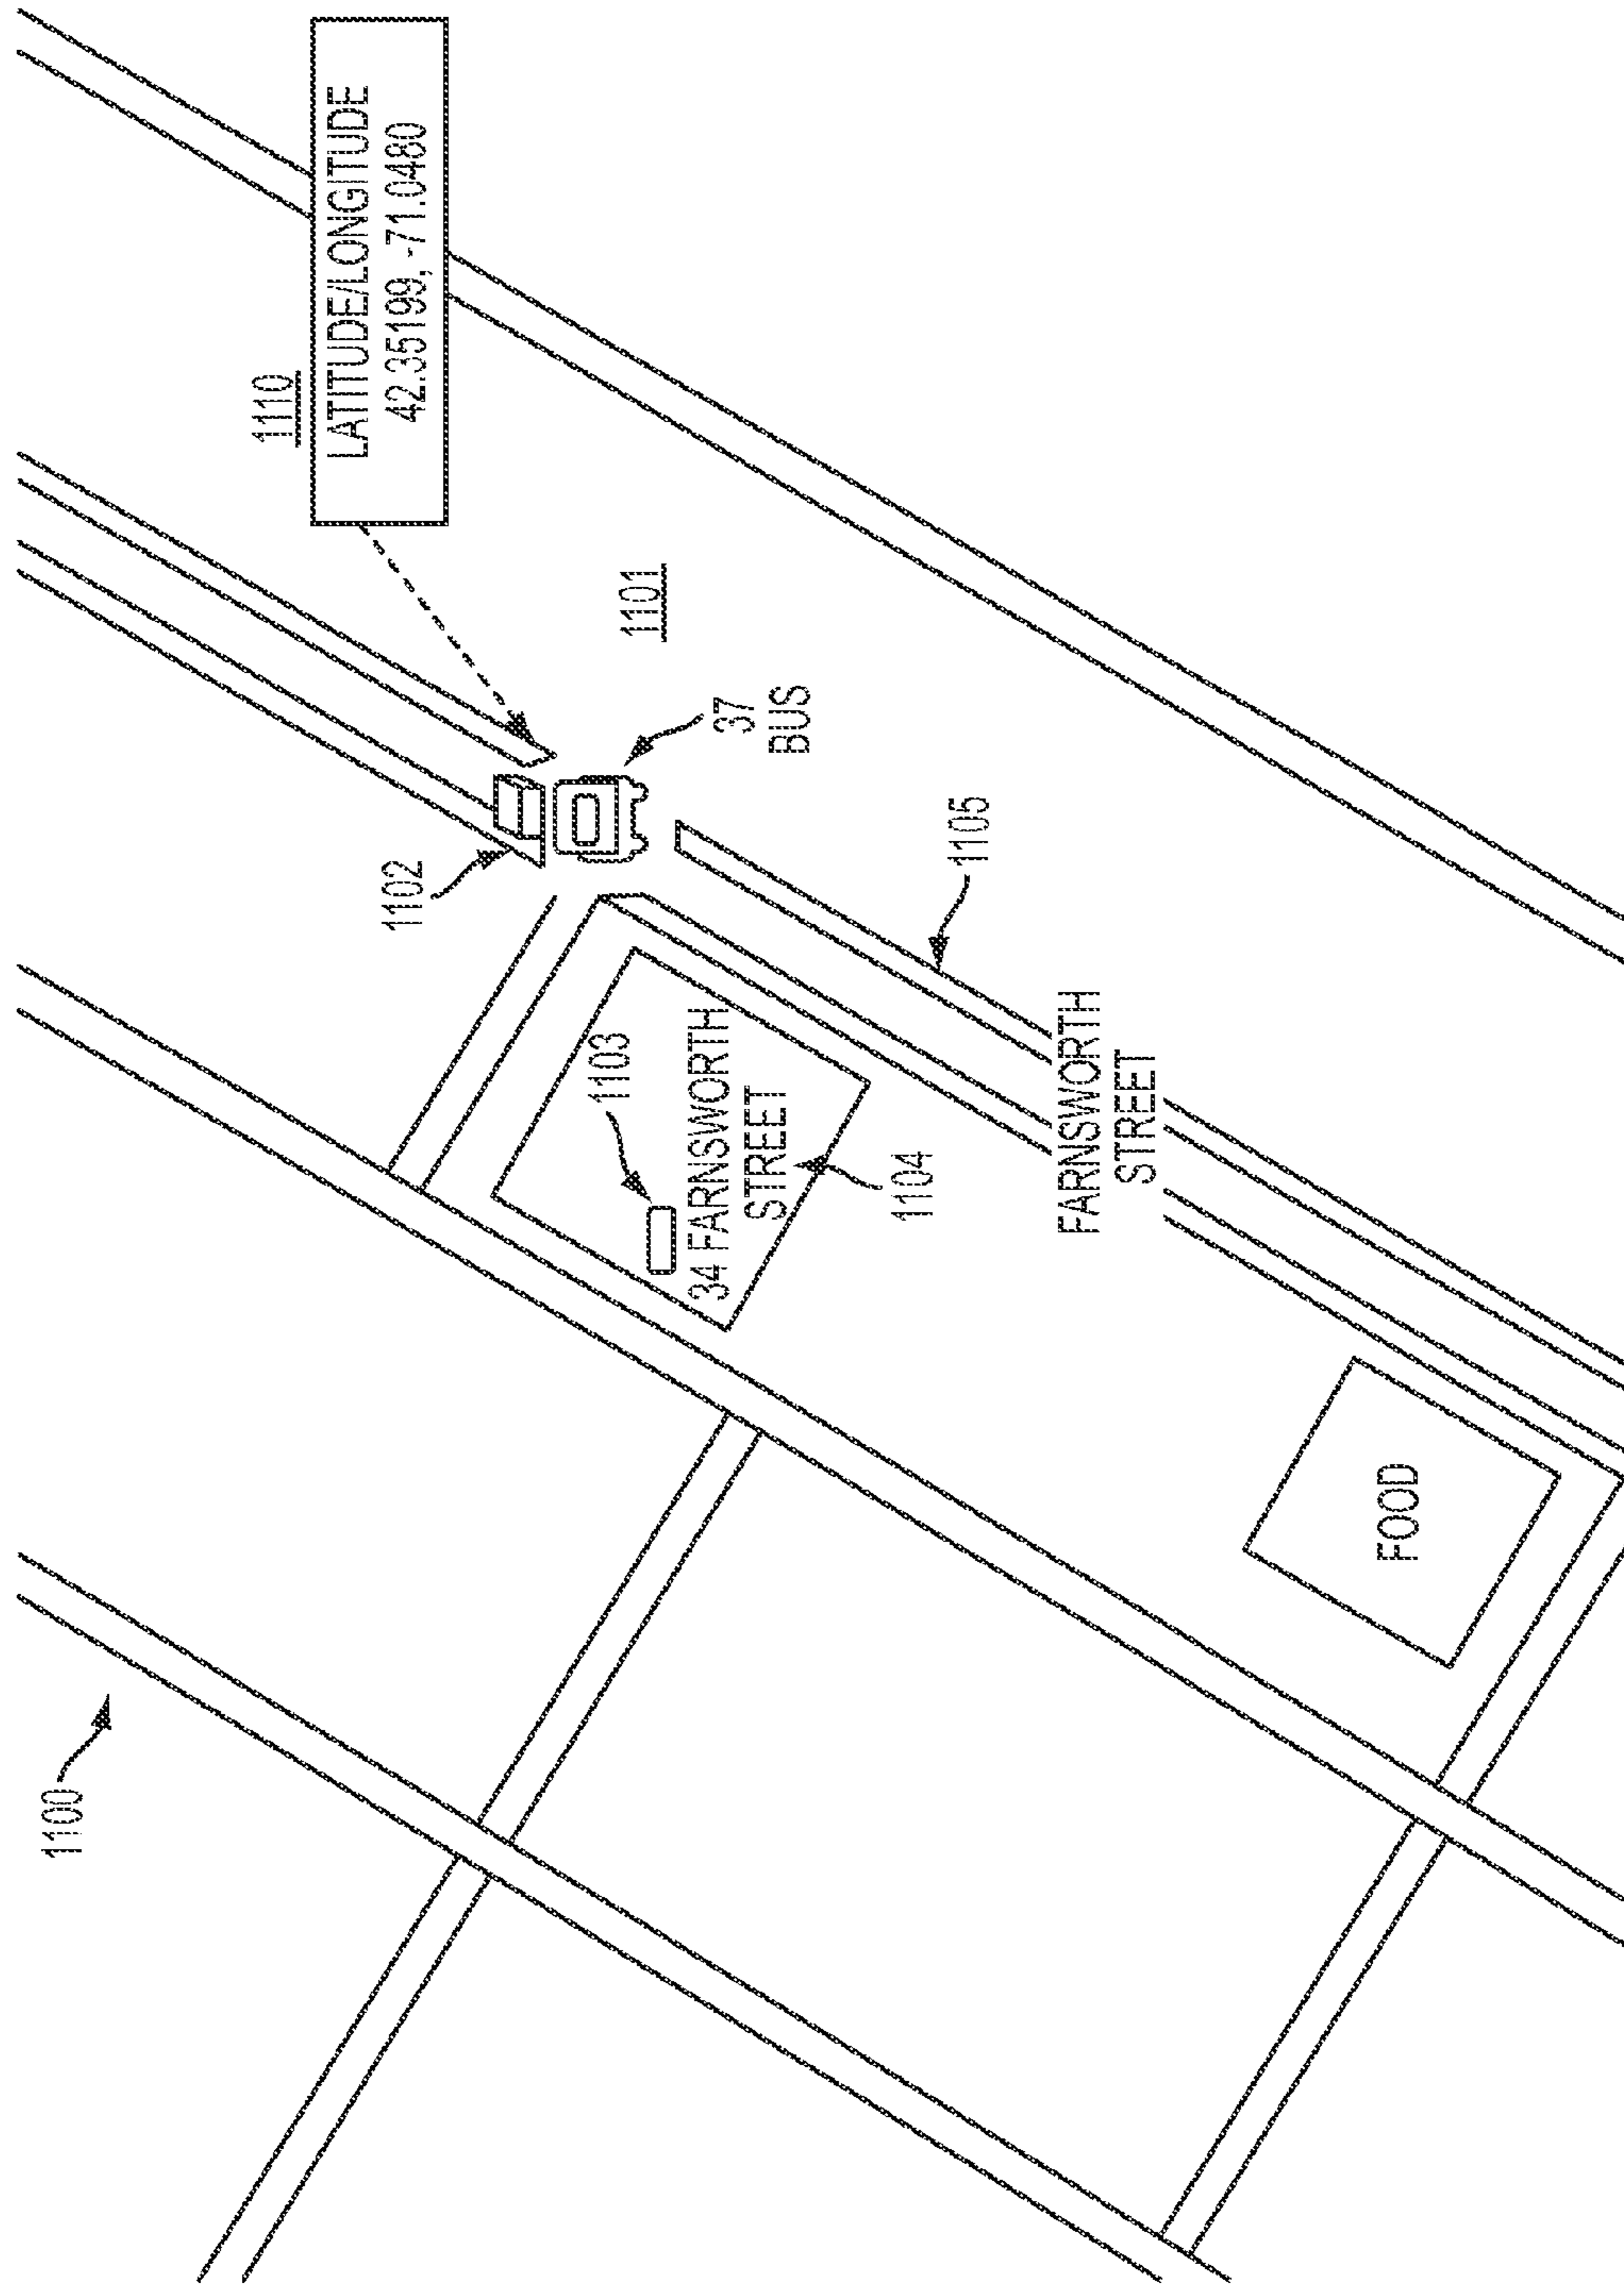 1100
1110
LATITUDE/LONGITUDE
42.35199, -71.0480
1102
1101
37
BUS
1103
34 FARNSWORTH
STREET
1104
1105
FARNSWORTH
STREET
FOOD